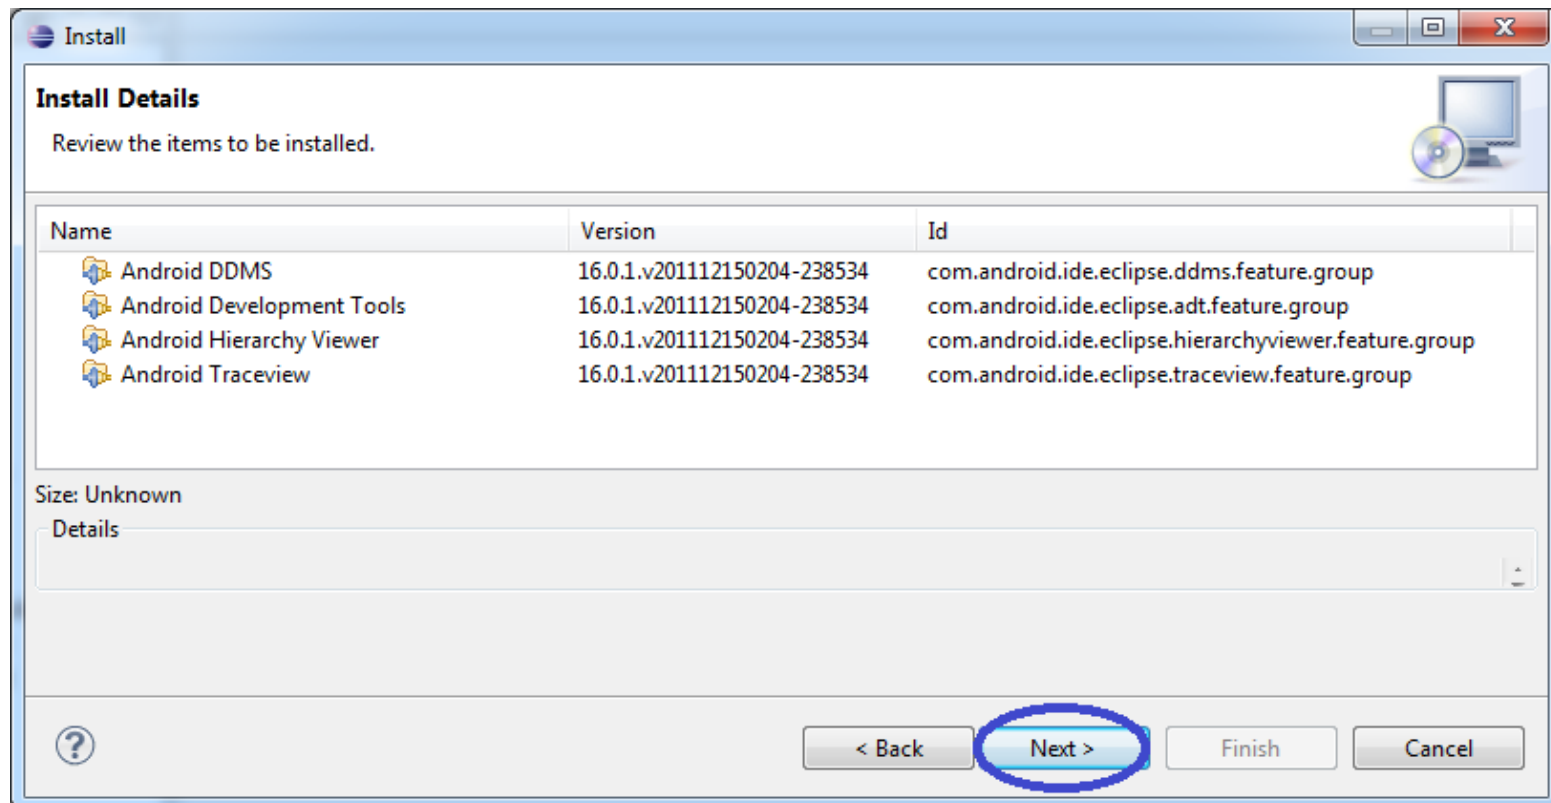 Install
Install Details
Review the items to be installed.
Name Version Id
Android DDMS 16.0.1.v201112150204-238534 com.android.ide.eclipse.ddms.feature.group
Android Development Tools 16.0.1.v201112150204-238534 com.android.ide.eclipse.adt.feature.group
Android Hierarchy Viewer 16.0.1.v201112150204-238534 com.android.ide.eclipse.hierarchyviewer.feature.group
Android Traceview 16.0.1.v201112150204-238534 com.android.ide.eclipse.traceview.feature.group
Size: Unknown
Details
? < Back Next > Finish Cancel